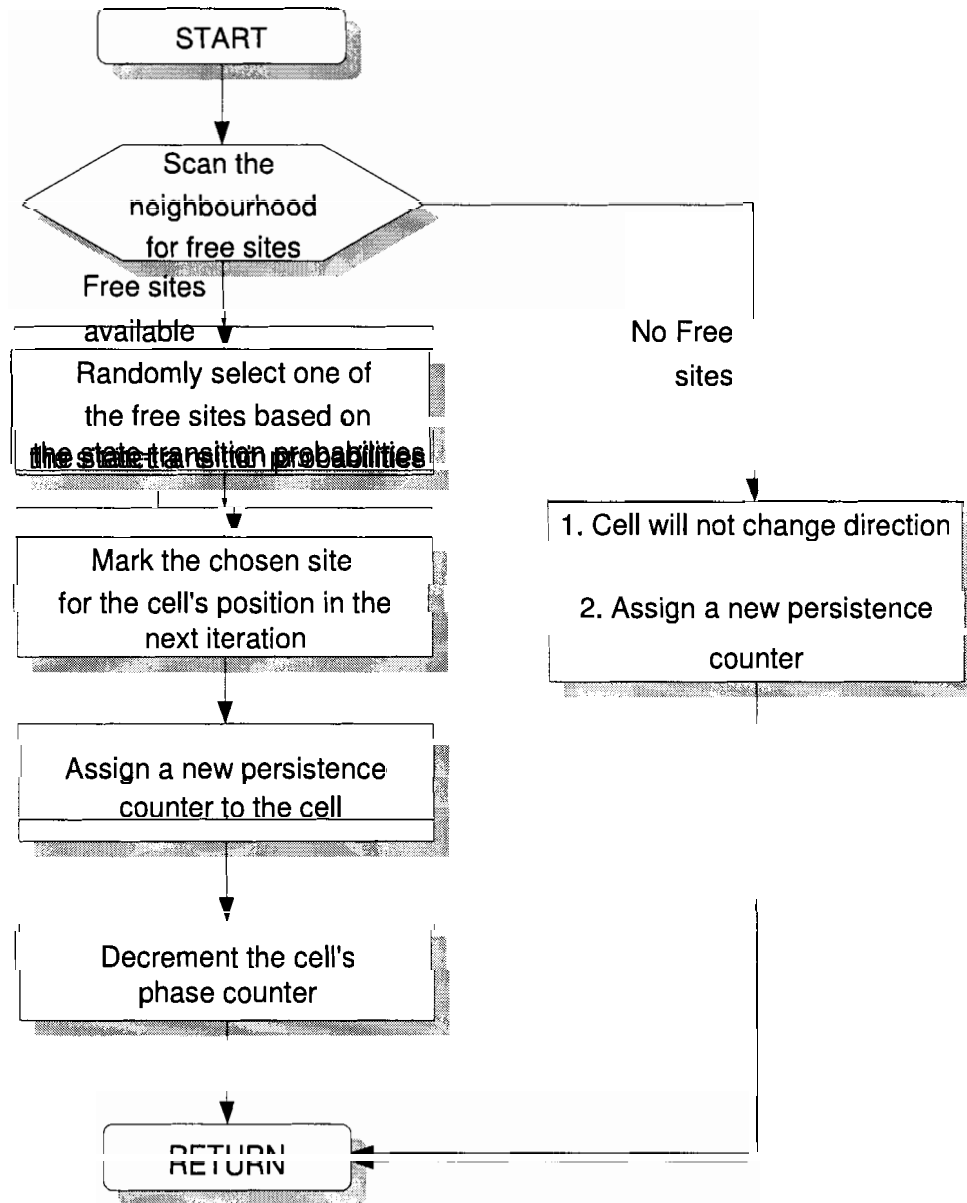 START
Scan the
neighbourhood
for free sites
Free sites
available
Randomly select one of
the free sites based on
the state transition probabilities
Mark the chosen site
for the cell's position in the
next iteration
Assign a new persistence
counter to the cell
Decrement the cell's
phase counter
No Free
sites
1. Cell will not change direction
2. Assign a new persistence
counter
RETURN